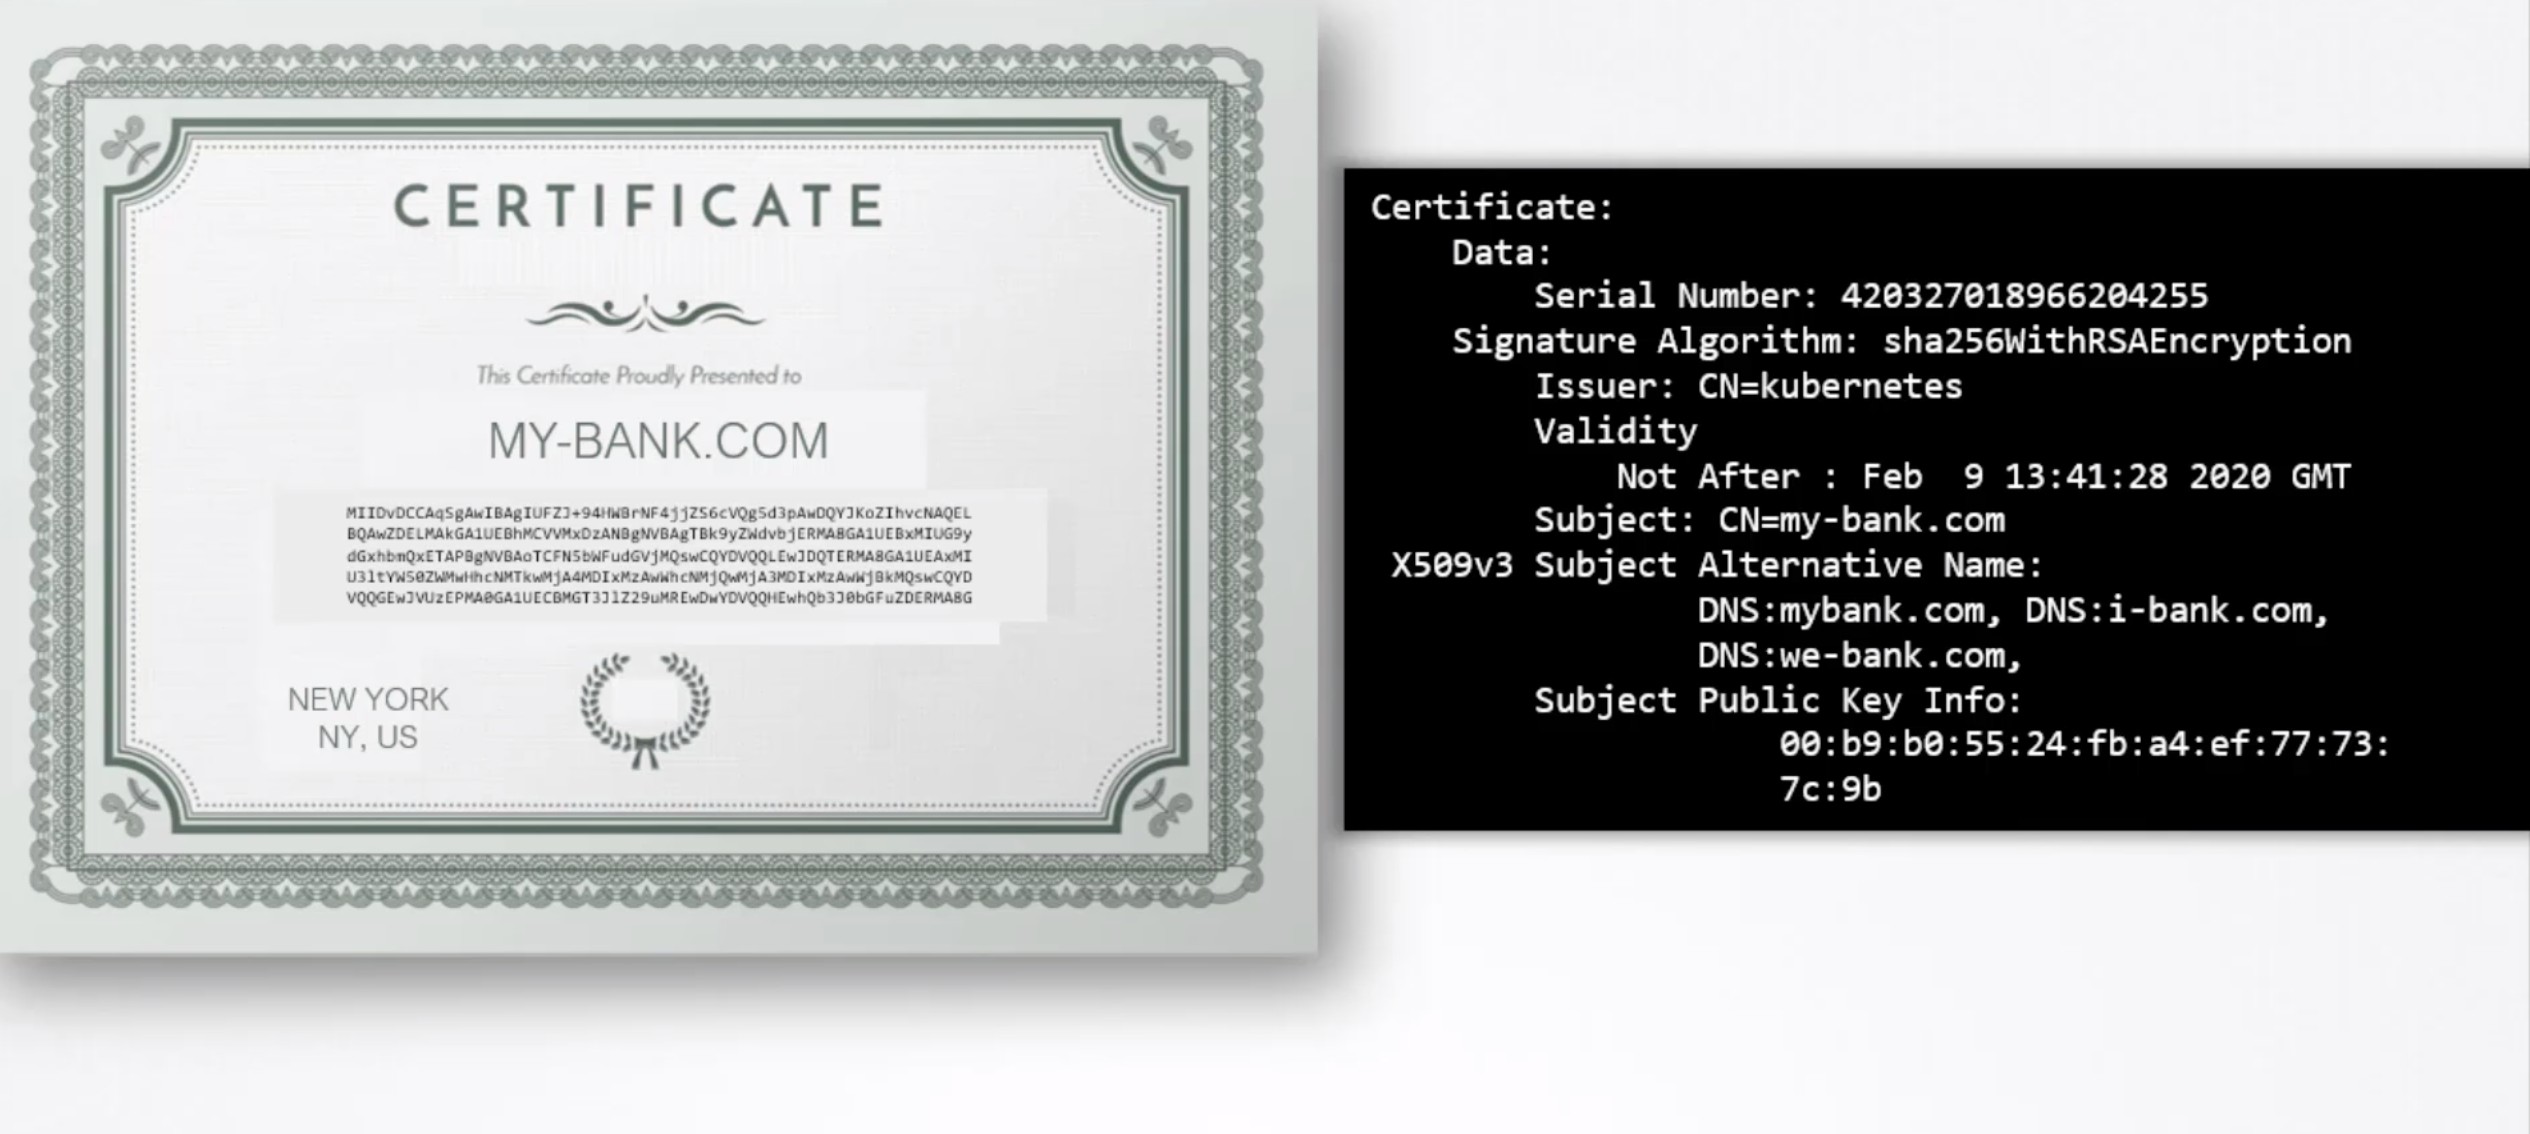 CERTIFICATE
This Certificate Proudly Presented to
MY-BANK.COM
MIIDvDCCAqSgAwIBAgIUFZJ+94HWBrNF4jjZS6cVQg5d3pAwDQYJKoZIhvcNAQEL
BQAwZDELMAkGA1UEBhMCVVMxDzANBgNVBAgTBk9yZWdvbjERMA8GA1UEBxMIUG9y
dGxhbmQxETAPBgNVBAoTCFN5bWFudGVjMQswCQYDVQQLEwJDQTERMA8GA1UEAxMI
U3ltYW50ZWMwHhcNMTkwMjA4MDIxMzAwWhcNMjQwMjA3MDIxMzAwWjBkMQswCQYD
VQQGEwJVUzEPMA0GA1UECBMGT3JlZ29uMREwDwYDVQQHEwhQb3J0bGFuZDERMA8G
NEW YORK
NY, US
Certificate:
Data:
Serial Number: 420327018966204255
Signature Algorithm: sha256WithRSAEncryption
Issuer: CN=kubernetes
Validity
Not After : Feb  9 13:41:28 2020 GMT
Subject: CN=my-bank.com
X509v3 Subject Alternative Name:
DNS:mybank.com, DNS:i-bank.com,
DNS:we-bank.com,
Subject Public Key Info:
00:b9:b0:55:24:fb:a4:ef:77:73:
7c:9b